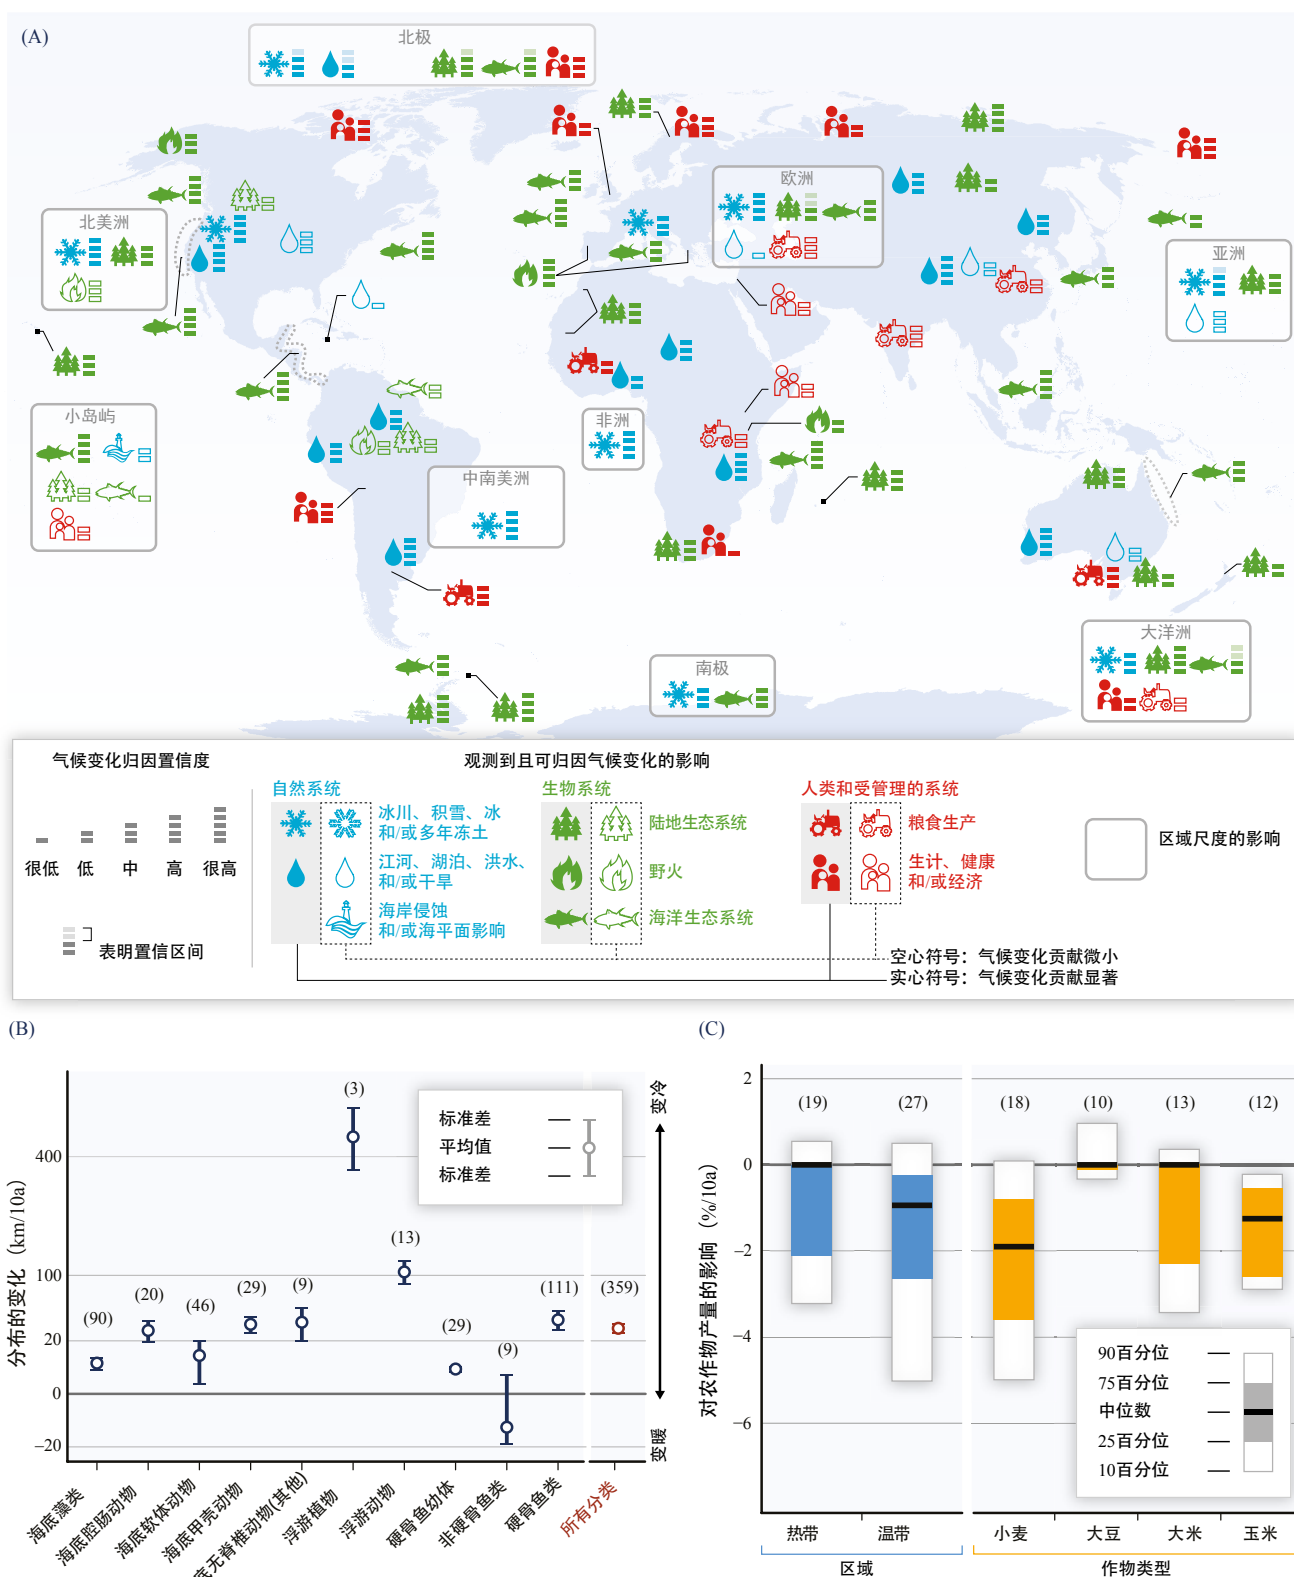 (A)
北极
欧洲
北美洲
亚洲
小岛屿
非洲
中南美洲
大洋洲
南极
气候变化归因置信度
很低
低
中
高
很高
表明置信区间
观测到且可归因气候变化的影响
自然系统
冰川、积雪、冰
和/或多年冻土
江河、湖泊、洪水、
和/或干旱
海岸侵蚀
和/或海平面影响
生物系统
陆地生态系统
野火
海洋生态系统
人类和受管理的系统
粮食生产
生计、健康
和/或经济
区域尺度的影响
空心符号：气候变化贡献微小
实心符号：气候变化贡献显著
(B)
分布的变化（km/10a）
400
100
20
0
−20
(90)
(20)
(46)
(29)
(9)
(3)
(13)
(29)
(9)
(111)
(359)
标准差
平均值
标准差
变冷
变暖
海底藻类
海底腔肠动物
海底软体动物
海底甲壳动物
底无脊椎动物(其他)
浮游植物
浮游动物
硬骨鱼幼体
非硬骨鱼类
硬骨鱼类
所有分类
(C)
对农作物产量的影响（%/10a）
2
0
−2
−4
−6
(19)
(27)
(18)
(10)
(13)
(12)
90百分位
75百分位
中位数
25百分位
10百分位
热带
温带
小麦
大豆
大米
玉米
区域
作物类型